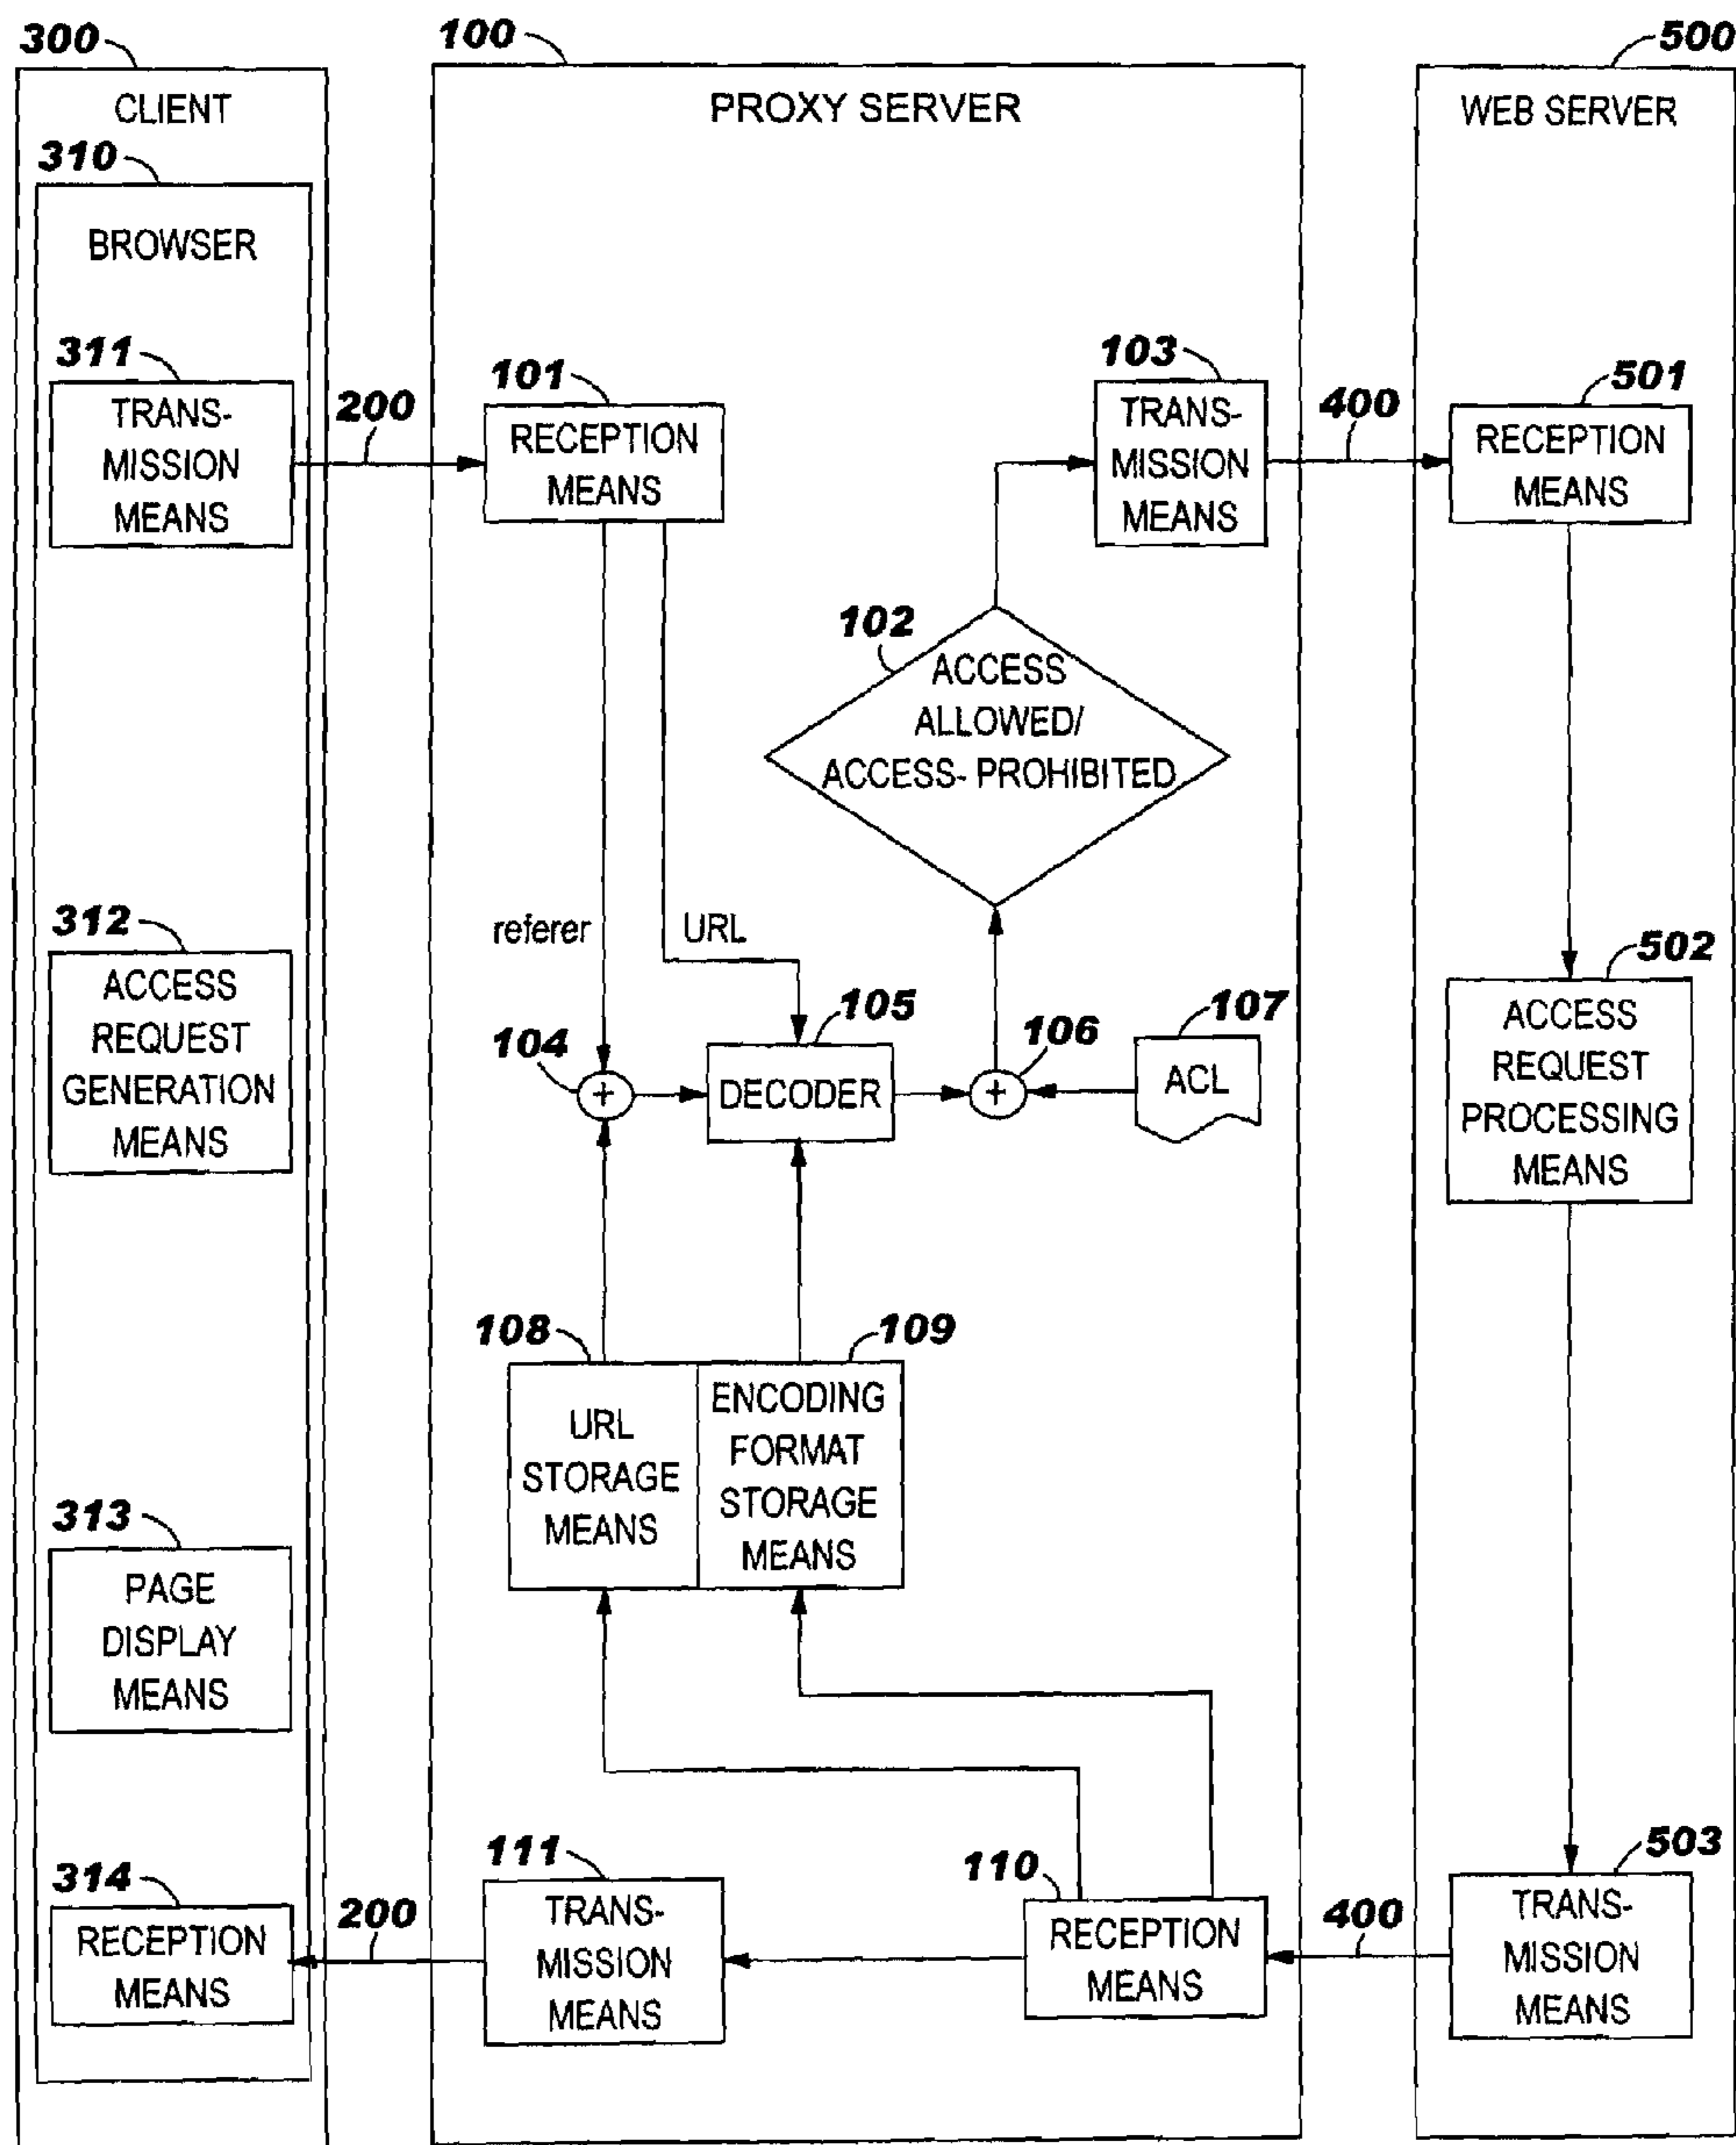 300
CLIENT
310
BROWSER
311
TRANS-
MISSION
MEANS
312
ACCESS
REQUEST
GENERATION
MEANS
313
PAGE
DISPLAY
MEANS
314
RECEPTION
MEANS
200
200
100
PROXY SERVER
101
RECEPTION
MEANS
103
TRANS-
MISSION
MEANS
102
ACCESS
ALLOWED/
ACCESS- PROHIBITED
referer
URL
104
+
105
DECODER
106
+
107
ACL
108
URL
STORAGE
MEANS
109
ENCODING
FORMAT
STORAGE
MEANS
111
TRANS-
MISSION
MEANS
110
RECEPTION
MEANS
400
400
500
WEB SERVER
501
RECEPTION
MEANS
502
ACCESS
REQUEST
PROCESSING
MEANS
503
TRANS-
MISSION
MEANS